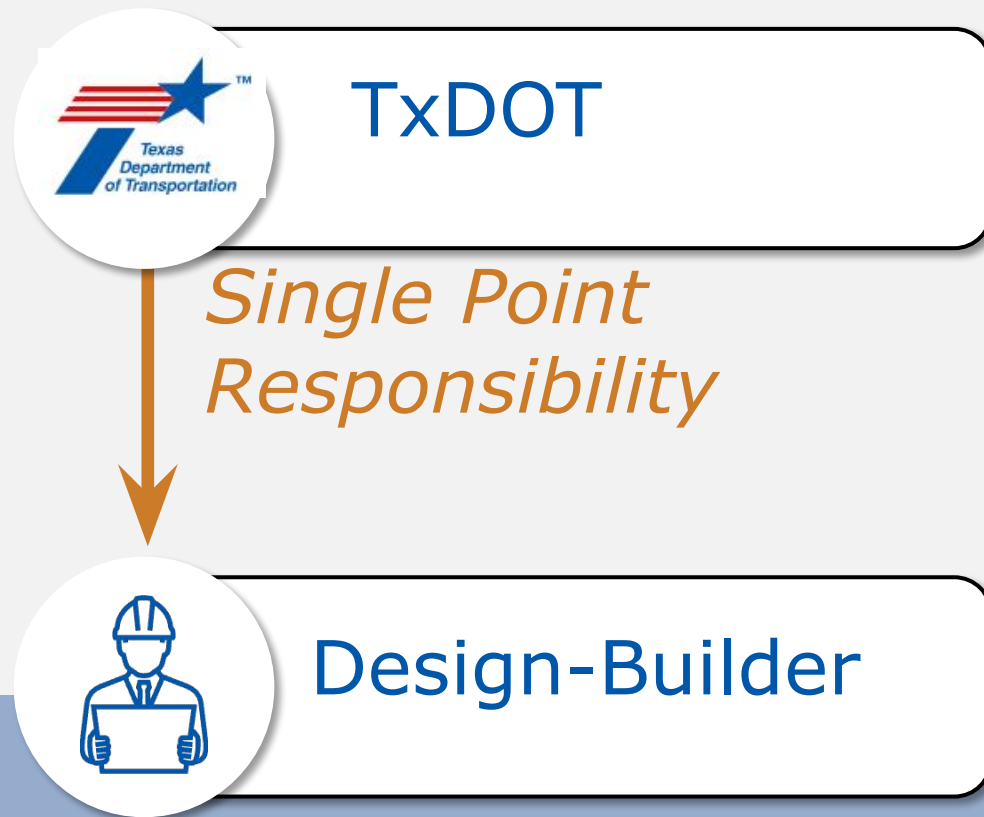 TxDOT
TM
Texas
Department
of Transportation
Single Point
Responsibility
Design-Builder